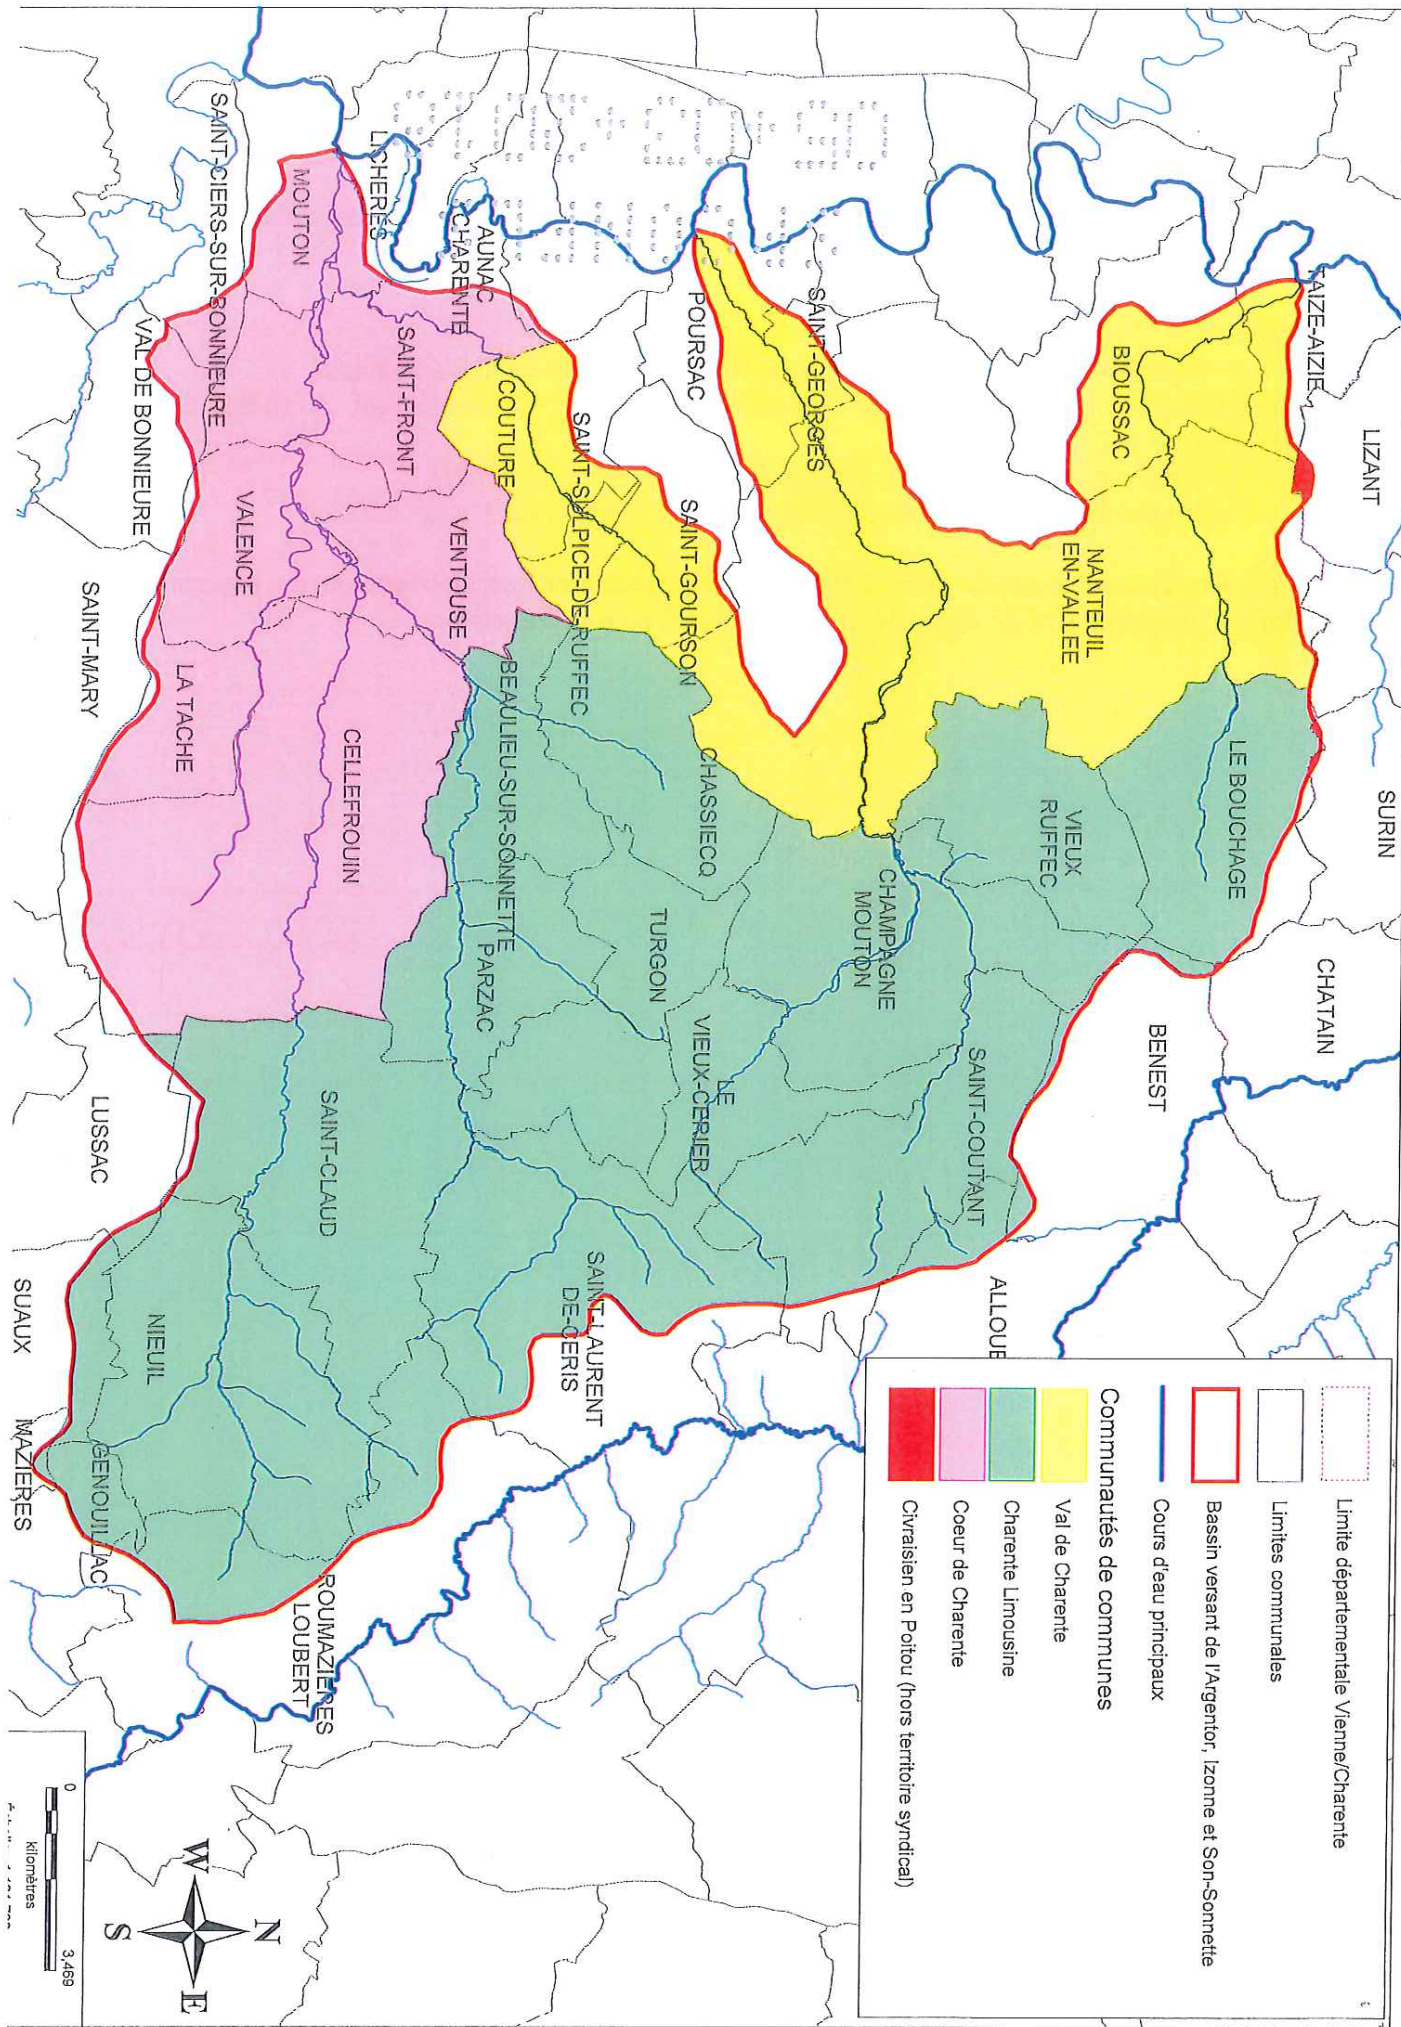 TAIZE-AIZIE
LIZANT
SURIN
CHATAIN
BIOUSSAC
LE BOUCHAGE
NANTEUIL
EN-VALLEE
VIEUX
RUFFEC
BENEST
SAINT-GEORGES
SAINT-COUTANT
CHAMPAGNE
MOUTON
POURSAC
SAINT-GOURSON
CHASSIECQ
LE
VIEUX-CERIER
TURGON
SAINT-SULPICE-DE-RUFFEC
SAINT-LAURENT
DE-CERIS
AUNAC
CHARENTE
COUTURE
BEAULIEU-SUR-SONNETTE
PARZAC
LICHERES
SAINT-FRONT
VENTOUSE
MOUTON
CELLEFROUIN
SAINT-CLAUD
ROUMAZIERES
LOUBERT
VALENCE
SAINT-CIERS-SUR-BONNIEURE
LA TACHE
NIEUIL
VAL DE BONNIEURE
GENOUILLAC
SAINT-MARY
LUSSAC
SUAUX
MAZIERES
Limite départementale Vienne/Charente
Limites communales
Bassin versant de l'Argentor, Izonne et Son-Sonnette
Cours d'eau principaux
Communautés de communes
Val de Charente
Charente Limousine
Coeur de Charente
Civraisien en Poitou (hors territoire syndical)
N
W
E
S
0
3,469
kilomètres